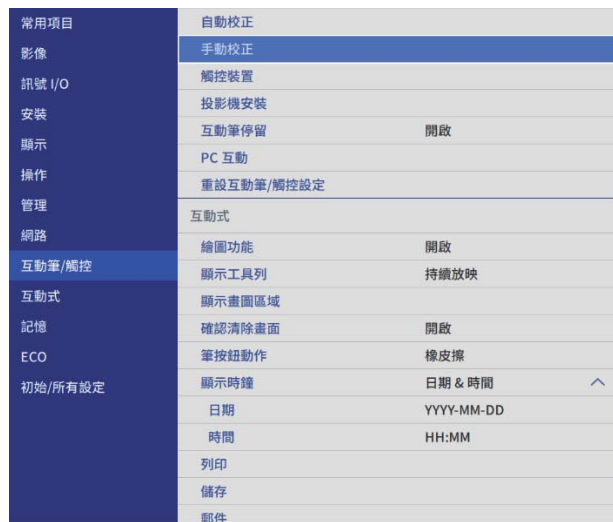 常用項目
影像
訊號 I/O
安裝
顯示
操作
管理
網路
互動筆/觸控
互動式
記憶
ECO
初始/所有設定
自動校正
手動校正
觸控裝置
投影機安裝
互動筆停留 開啟
PC 互動
重設互動筆/觸控設定
互動式
繪圖功能 開啟
顯示工具列 持續放映
顯示畫圖區域
確認清除畫面 開啟
筆按鈕動作 橡皮擦
顯示時鐘 日期 & 時間
日期 YYYY-MM-DD
時間 HH:MM
列印
儲存
郵件